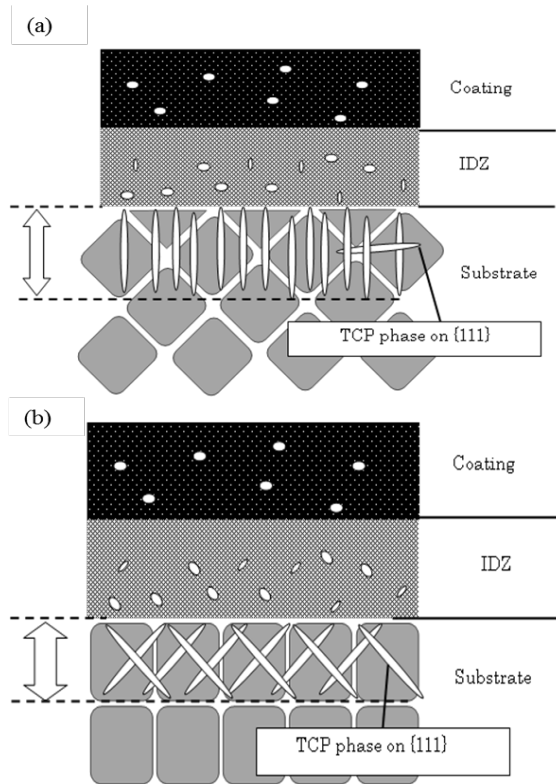 (a)
Coating
IDZ
Substrate
TCP phase on {111}
(b)
Coating
IDZ
Substrate
TCP phase on {111}